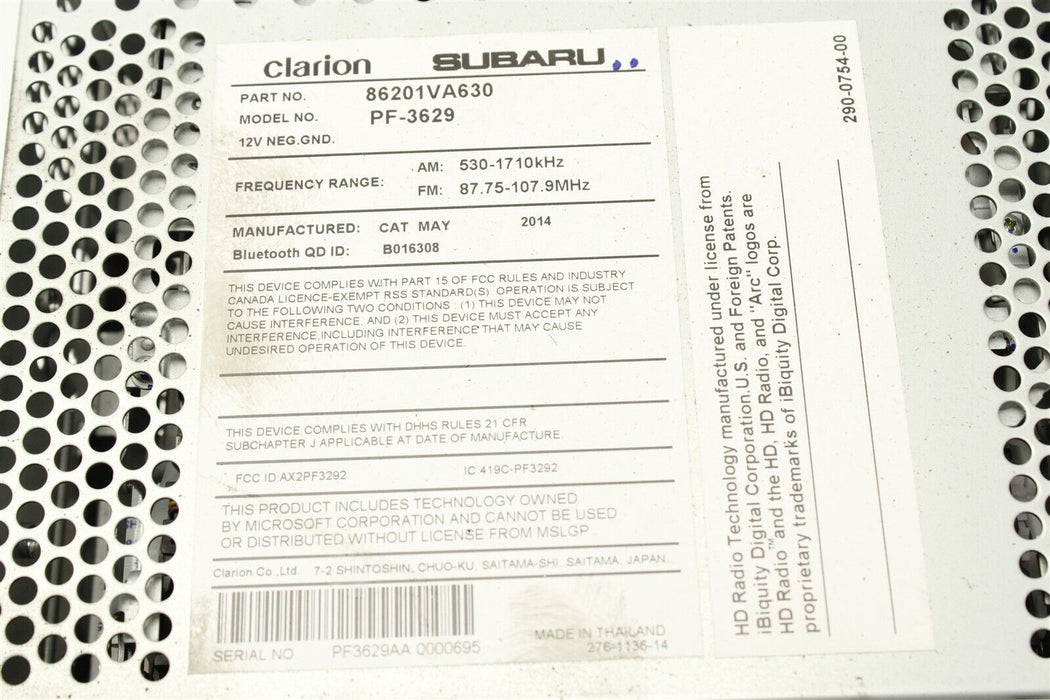 clarion SUBARU
PART NO. 86201VA630
MODEL NO. PF-3629
12V NEG.GND.
FREQUENCY RANGE: AM: 530-1710kHz
FM: 87.75-107.9MHz
MANUFACTURED: CAT MAY 2014
Bluetooth QD ID: B016308
THIS DEVICE COMPLIES WITH PART 15 OF FCC RULES AND INDUSTRY
CANADA LICENCE-EXEMPT RSS STANDARD(S). OPERATION IS SUBJECT
TO THE FOLLOWING TWO CONDITIONS : (1) THIS DEVICE MAY NOT
CAUSE INTERFERENCE, AND (2) THIS DEVICE MUST ACCEPT ANY
INTERFERENCE,INCLUDING INTERFERENCE THAT MAY CAUSE
UNDESIRED OPERATION OF THIS DEVICE.
THIS DEVICE COMPLIES WITH DHHS RULES 21 CFR
SUBCHAPTER J APPLICABLE AT DATE OF MANUFACTURE.
FCC ID:AX2PF3292 IC 419C-PF3292
THIS PRODUCT INCLUDES TECHNOLOGY OWNED
BY MICROSOFT CORPORATION AND CANNOT BE USED
OR DISTRIBUTED WITHOUT LICENSE FROM MSLGP.
Clarion Co.,Ltd. 7-2 SHINTOSHIN, CHUO-KU, SAITAMA-SHI, SAITAMA, JAPAN.
SERIAL NO PF3629AA 0000695
MADE IN THAILAND
276-1136-14
HD Radio Technology manufactured under license from
iBiquity Digital Corporation.U.S. and Foreign Patents.
HD Radio™ and the HD, HD Radio, and "Arc" logos are
proprietary trademarks of iBiquity Digital Corp.
290-0754-00